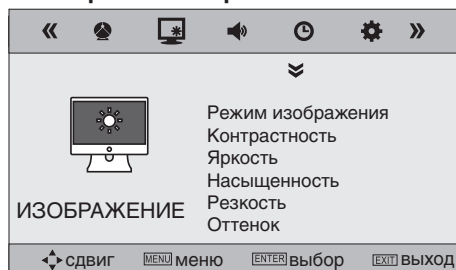 Режим изображения
Контрастность
Яркость
Насыщенность
Резкость
Оттенок
ИЗОБРАЖЕНИЕ
сдвиг MENU меню ENTER выбор EXIT выход